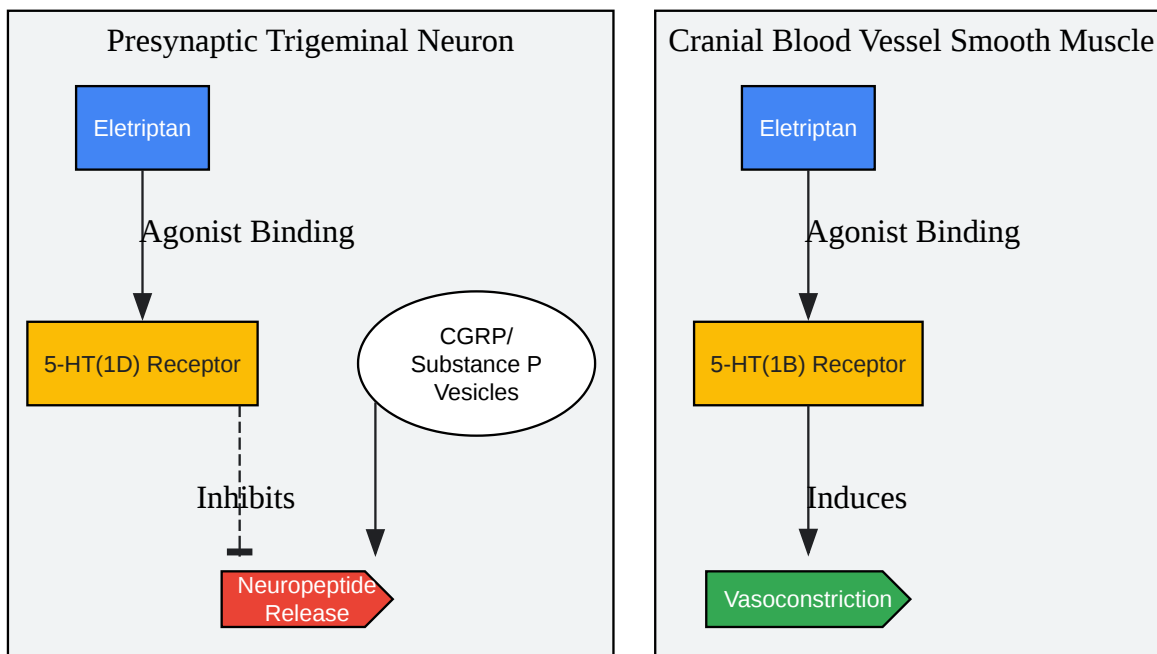 Presynaptic Trigeminal Neuron
Eletriptan
Agonist Binding
5-HT(1D) Receptor
CGRP/
Substance P
Vesicles
Inhibits
Neuropeptide
Release
Cranial Blood Vessel Smooth Muscle
Eletriptan
Agonist Binding
5-HT(1B) Receptor
Induces
Vasoconstriction